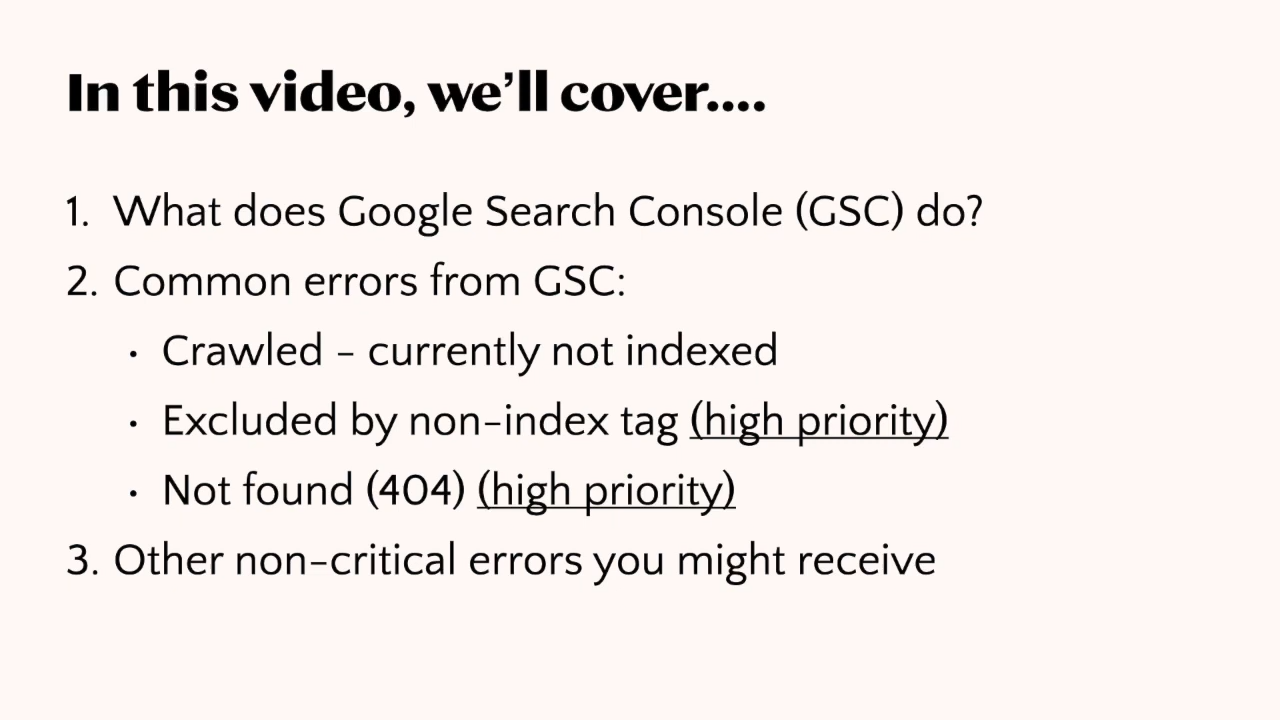 In this video, we’ll cover....
1. What does Google Search Console (GSC) do?
2. Common errors from GSC:
• Crawled - currently not indexed
• Excluded by non-index tag (high priority)
• Not found (404) (high priority)
3. Other non-critical errors you might receive